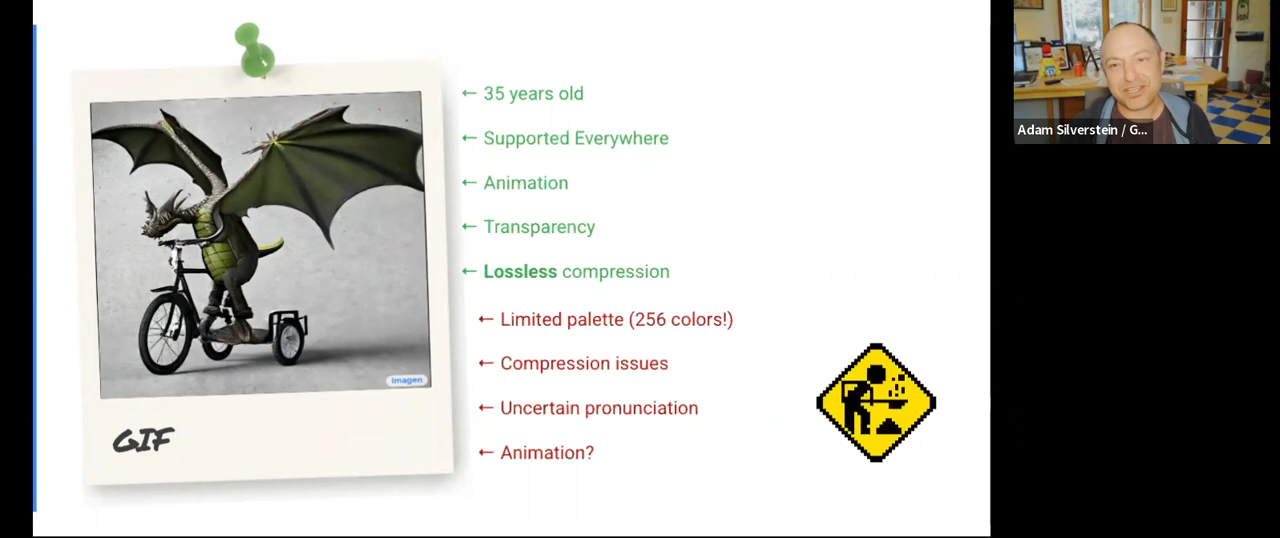 ← 35 years old
← Supported Everywhere
← Animation
← Transparency
← Lossless compression
← Limited palette (256 colors!)
← Compression issues
← Uncertain pronunciation
← Animation?
Imagen
GIF
Adam Silverstein / G...